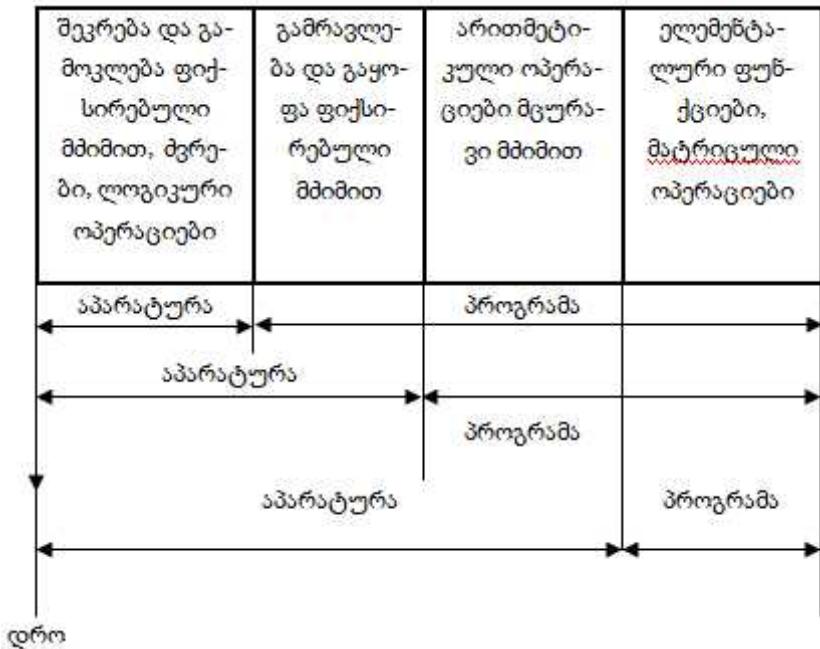 შეკრება და გა-
მოკლება ფიქ-
სირებული
მძიმით, ძვრე-
ბი, ლოგიკური
ოპერაციები
გამრავლე-
ბა და გაყო-
ფა ფიქსი-
რებული
მძიმით
არითმეტი-
კული ოპერა-
ციები მცურა-
ვი მძიმით
ელემენტა-
ლური ფუნ-
ქციები,
მატრიცული
ოპერაციები
აპარატურა
პროგრამა
აპარატურა
პროგრამა
აპარატურა
პროგრამა
დრო